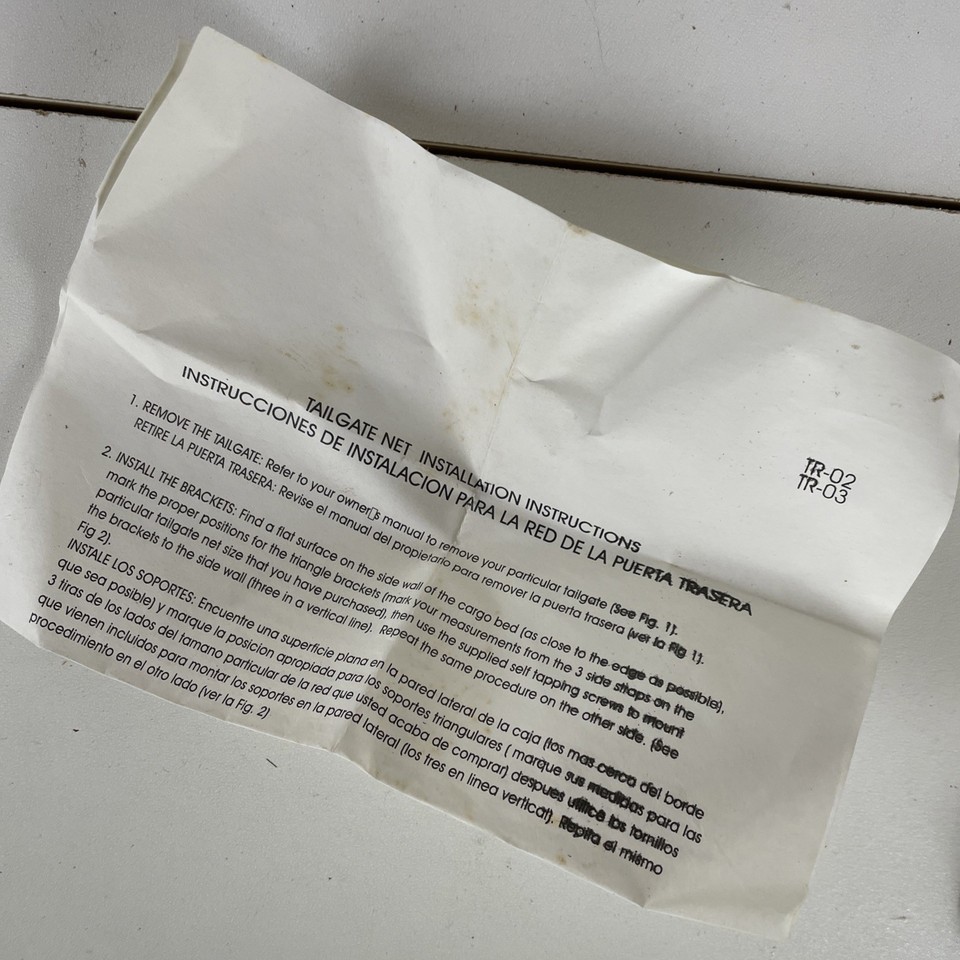 TR-02
TR-03
TAILGATE NET INSTALLATION INSTRUCTIONS
INSTRUCCIONES DE INSTALACION PARA LA RED DE LA PUERTA TRASERA
1. REMOVE THE TAILGATE: Refer to your owner▯s manual to remove your particular tailgate (See Fig. 1).
RETIRE LA PUERTA TRASERA: Revise el manual del propietario para remover la puerta trasera (ver la Fig 1).
2. INSTALL THE BRACKETS: Find a flat surface on the side wall of the cargo bed (as close to the edge as possible),
mark the proper positions for the triangle brackets (mark your measurements from the 3 side straps on the
particular tailgate net size that you have purchased), then use the supplied self tapping screws to mount
the brackets to the side wall (three in a vertical line). Repeat the same procedure on the other side. (See
Fig 2).
INSTALE LOS SOPORTES: Encuentre una superficie plana en la pared lateral de la caja (los mas cerca del borde
que sea posible) y marque la posición apropiada para los soportes triangulares ( marque sus medidas para las
3 tiras de los lados del tamano particular de la red que usted acaba de comprar) despues utilice los tornillos
que vienen incluidos para montar los soportes en la pared lateral (los tres en linea vertical). Repita el mismo
procedimiento en el otro lado (ver la Fig. 2)